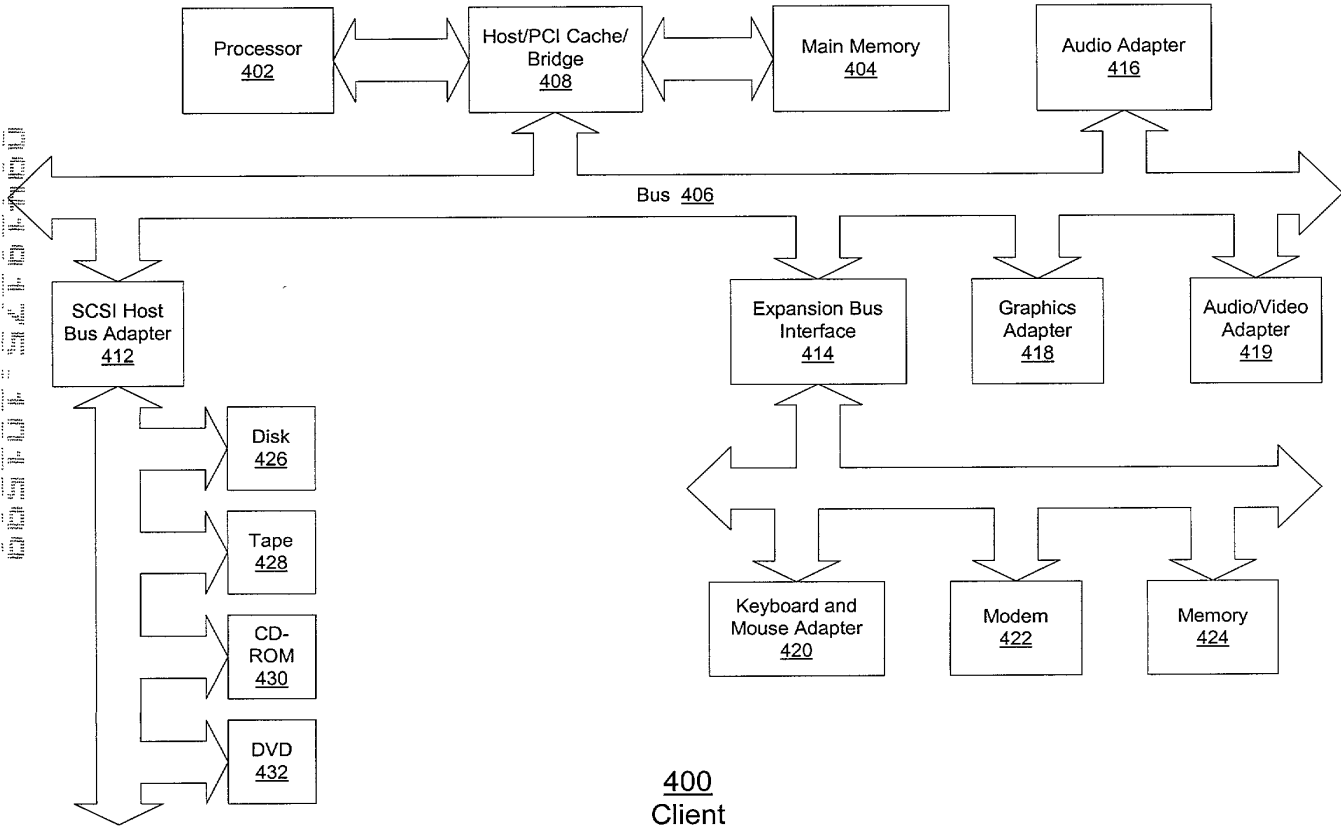 Processor
402
Host/PCI Cache/
Bridge
408
Main Memory
404
Audio Adapter
416
Bus 406
SCSI Host
Bus Adapter
412
Expansion Bus
Interface
414
Graphics
Adapter
418
Audio/Video
Adapter
419
Disk
426
Tape
428
CD-
ROM
430
DVD
432
Keyboard and
Mouse Adapter
420
Modem
422
Memory
424
400
Client